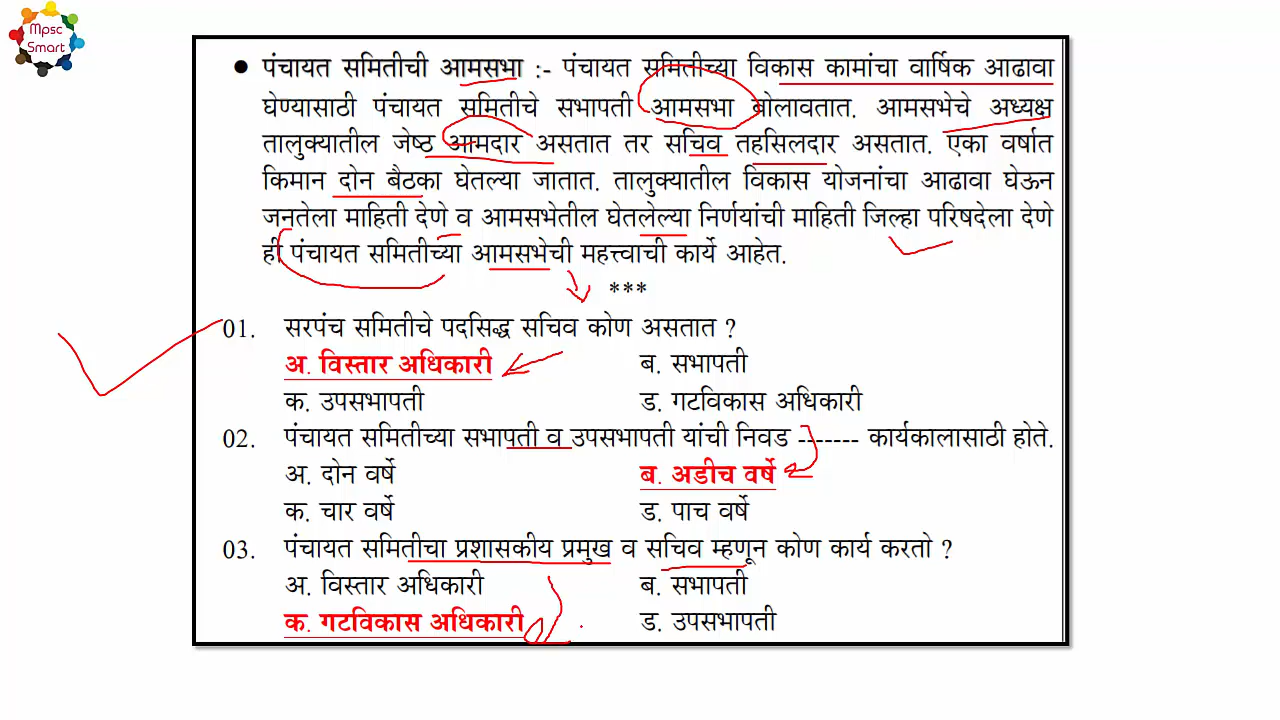 Mpsc
Smart
● पंचायत समितीची आमसभा :- पंचायत समितीच्या विकास कामांचा वार्षिक आढावा
घेण्यासाठी पंचायत समितीचे सभापती आमसभा बोलावतात. आमसभेचे अध्यक्ष
तालुक्यातील जेष्ठ आमदार असतात तर सचिव तहसिलदार असतात. एका वर्षात
किमान दोन बैठका घेतल्या जातात. तालुक्यातील विकास योजनांचा आढावा घेऊन
जनतेला माहिती देणे व आमसभेतील घेतलेल्या निर्णयांची माहिती जिल्हा परिषदेला देणे
ही पंचायत समितीच्या आमसभेची महत्त्वाची कार्ये आहेत.
***
01. सरपंच समितीचे पदसिद्ध सचिव कोण असतात ?
अ. विस्तार अधिकारी ब. सभापती
क. उपसभापती ड. गटविकास अधिकारी
02. पंचायत समितीच्या सभापती व उपसभापती यांची निवड ------- कार्यकालासाठी होते.
अ. दोन वर्षे ब. अडीच वर्षे
क. चार वर्षे ड. पाच वर्षे
03. पंचायत समितीचा प्रशासकीय प्रमुख व सचिव म्हणून कोण कार्य करतो ?
अ. विस्तार अधिकारी ब. सभापती
क. गटविकास अधिकारी ड. उपसभापती